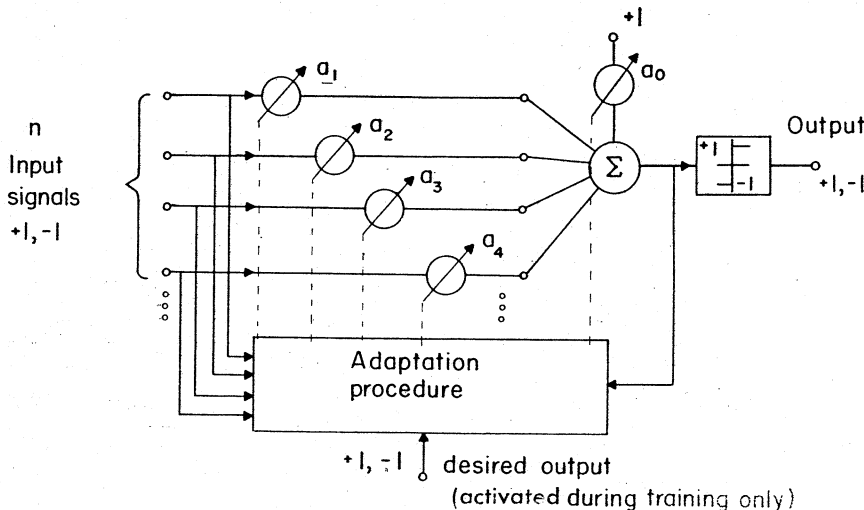 +1
a1
a0
n
Input
signals
+1,-1
a2
a3
a4
Σ
+1
-1
Output
+1,-1
Adaptation
procedure
+1,-1
desired output
(activated during training only)